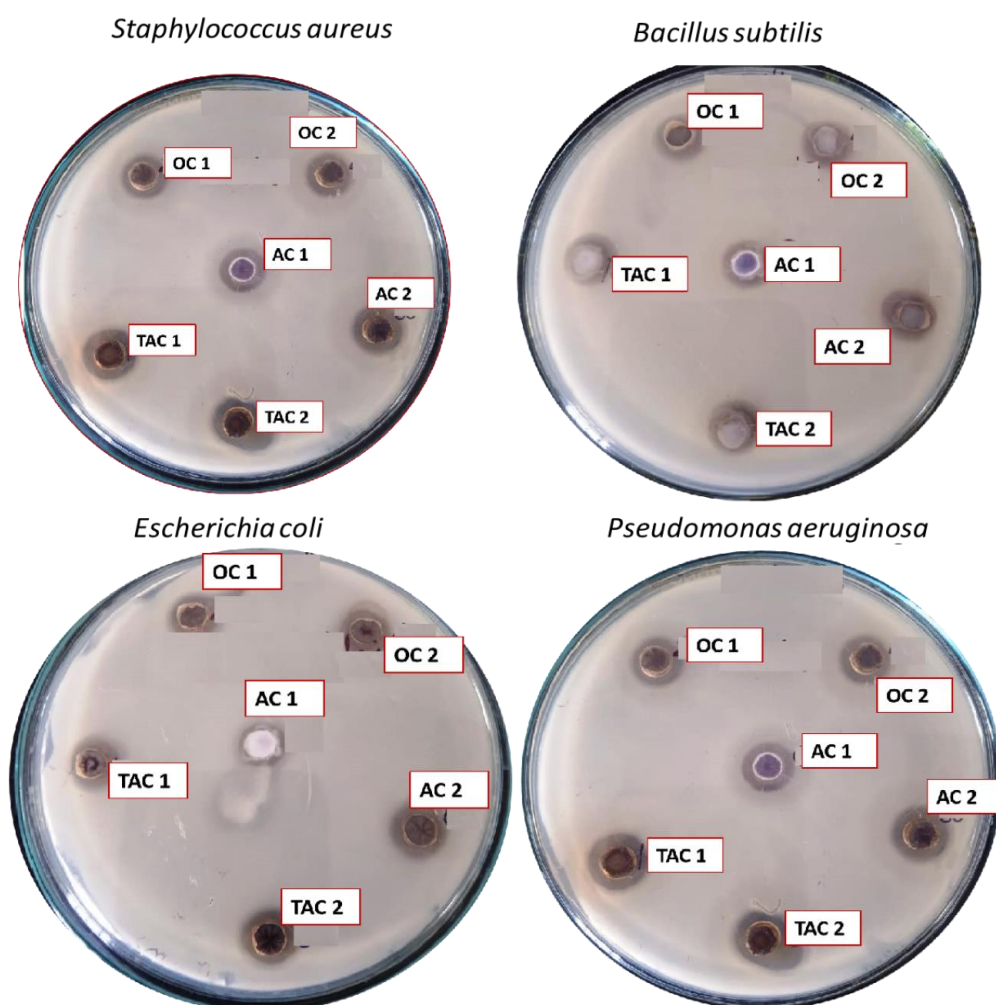 Staphylococcus aureus
Bacillus subtilis
OC 1
OC 2
AC 1
AC 2
TAC 1
TAC 2
OC 1
OC 2
TAC 1
AC 1
AC 2
TAC 2
Escherichia coli
Pseudomonas aeruginosa
OC 1
OC 2
AC 1
TAC 1
AC 2
TAC 2
OC 1
OC 2
AC 1
AC 2
TAC 1
TAC 2